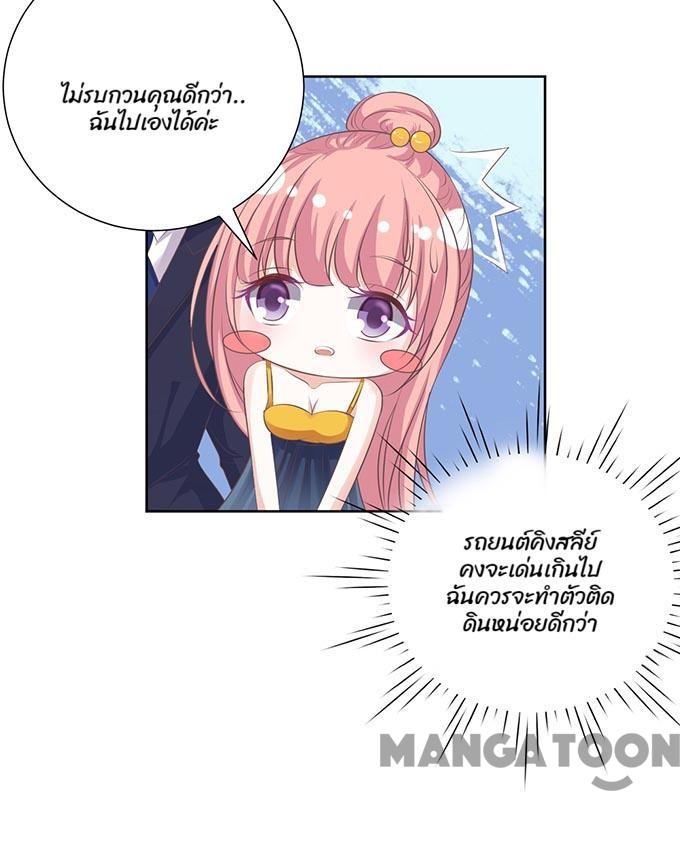 ไม่รบกวนคุณดีกว่า..
ฉันไปเองได้ค่ะ
รถยนต์คิงสลีย์
คงจะเด่นเกินไป
ฉันควรจะทำตัวติด
ดินหน่อยดีกว่า
MANGA TOON